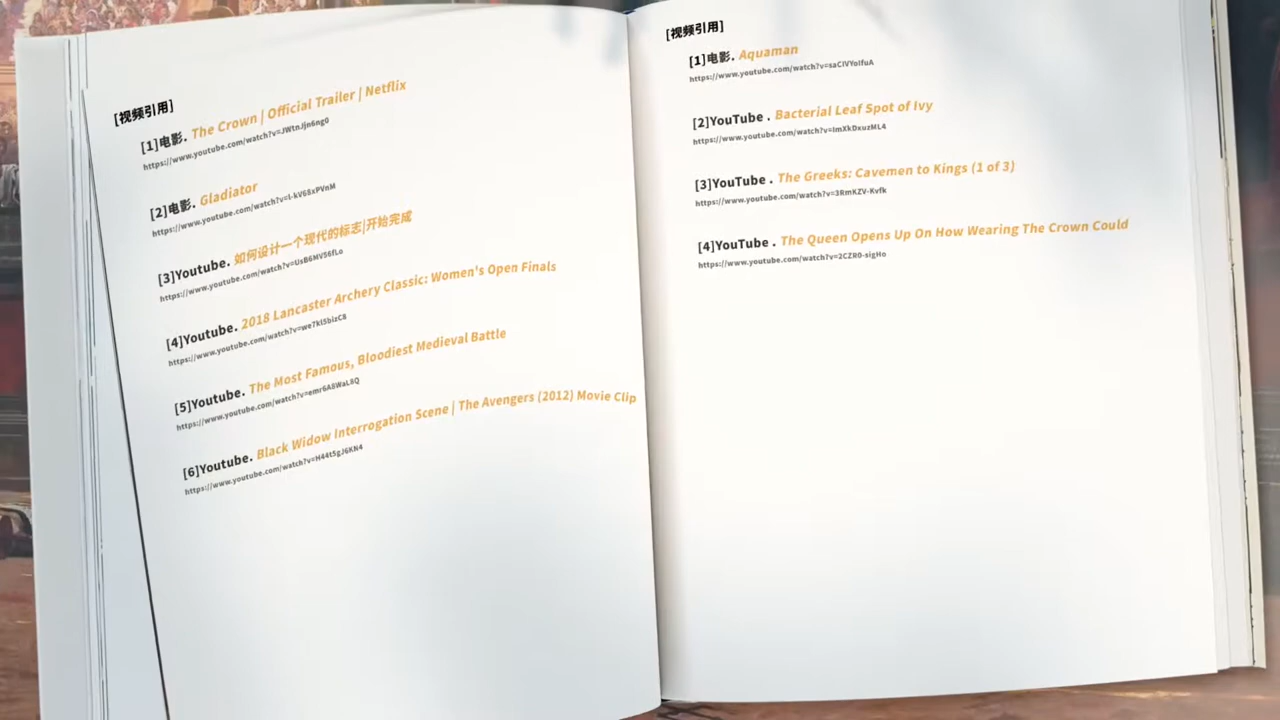 [视频引用]
[1]电影. The Crown | Official Trailer | Netflix
https://www.youtube.com/watch?v=JWtnJjn6ng0
[2]电影. Gladiator
https://www.youtube.com/watch?v=l-kV68xPVnM
[3]Youtube. 如何设计一个现代的标志|开始完成
https://www.youtube.com/watch?v=UsB6MV56fLo
[4]Youtube. 2018 Lancaster Archery Classic: Women's Open Finals
https://www.youtube.com/watch?v=we7kI5bizC8
[5]Youtube. The Most Famous, Bloodiest Medieval Battle
https://www.youtube.com/watch?v=emr6A8WaL8Q
[6]Youtube. Black Widow Interrogation Scene | The Avengers (2012) Movie Clip
https://www.youtube.com/watch?v=H44t5gJ6KN4
[视频引用]
[1]电影. Aquaman
https://www.youtube.com/watch?v=saCIVYolfuA
[2]YouTube . Bacterial Leaf Spot of Ivy
https://www.youtube.com/watch?v=ImXkDxuzML4
[3]YouTube . The Greeks: Cavemen to Kings (1 of 3)
https://www.youtube.com/watch?v=3RmKZV-Kvfk
[4]YouTube . The Queen Opens Up On How Wearing The Crown Could
https://www.youtube.com/watch?v=2CZR0-sigHo